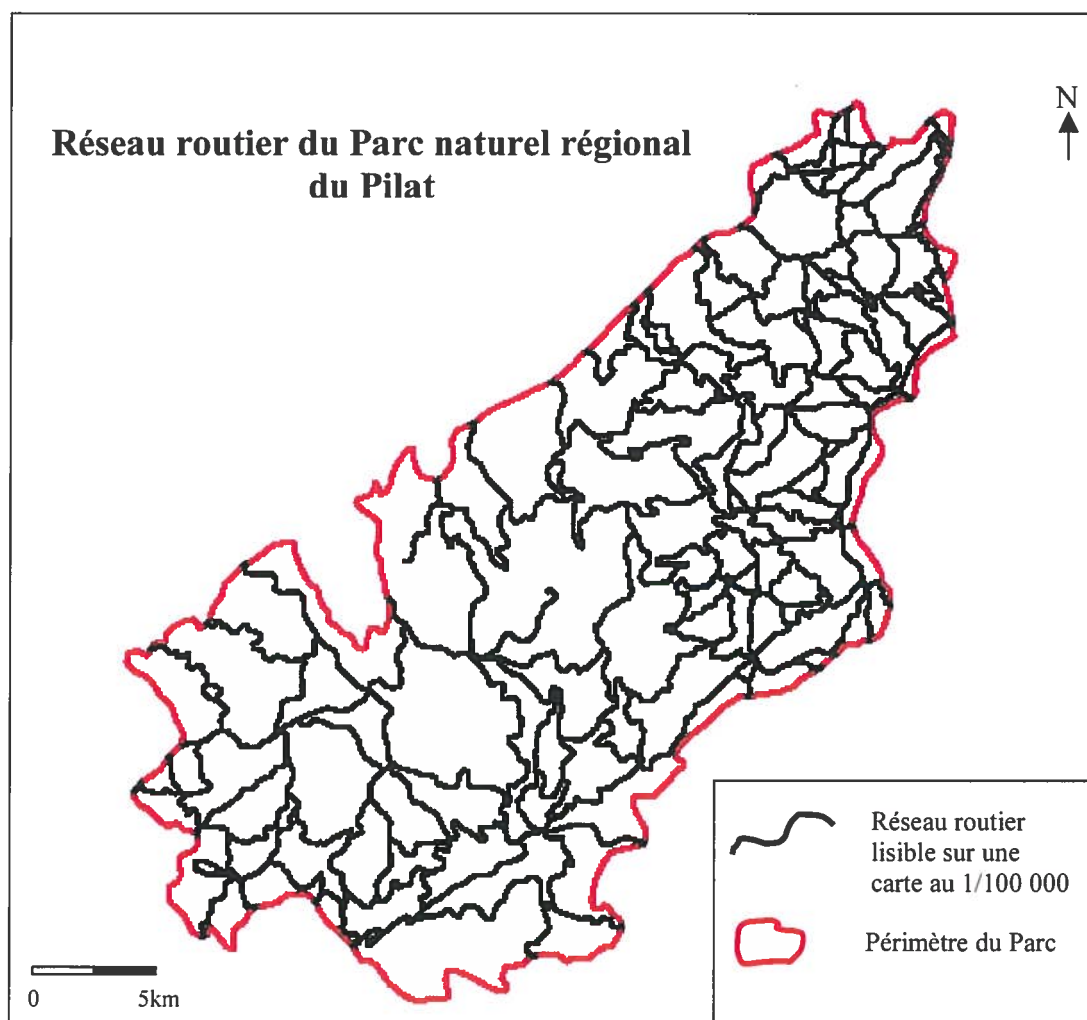 Réseau routier du Parc naturel régional
du Pilat
N
Réseau routier
lisible sur une
carte au 1/100 000
Périmètre du Parc
0 5km